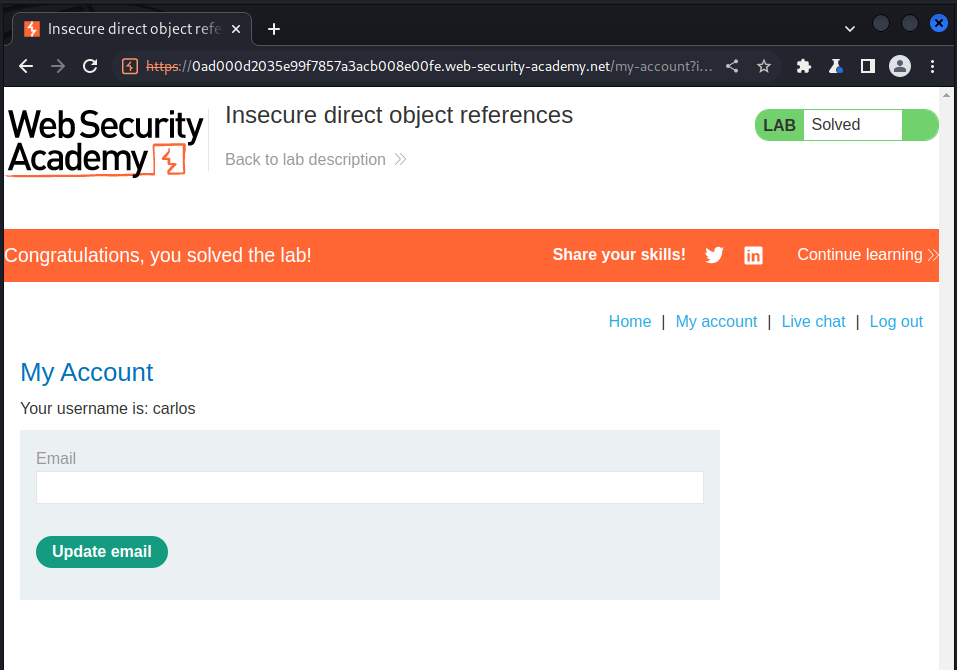 Insecure direct object refe
https://0ad000d2035e99f7857a3acb008e00fe.web-security-academy.net/my-account?i...
Web Security
Academy
Insecure direct object references
Back to lab description
LAB Solved
Congratulations, you solved the lab! Share your skills! Continue learning
Home | My account | Live chat | Log out
My Account
Your username is: carlos
Email
Update email